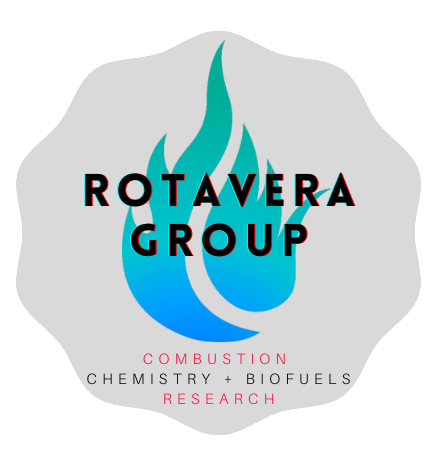 ROTAVERA
GROUP
COMBUSTION
CHEMISTRY + BIOFUELS
RESEARCH